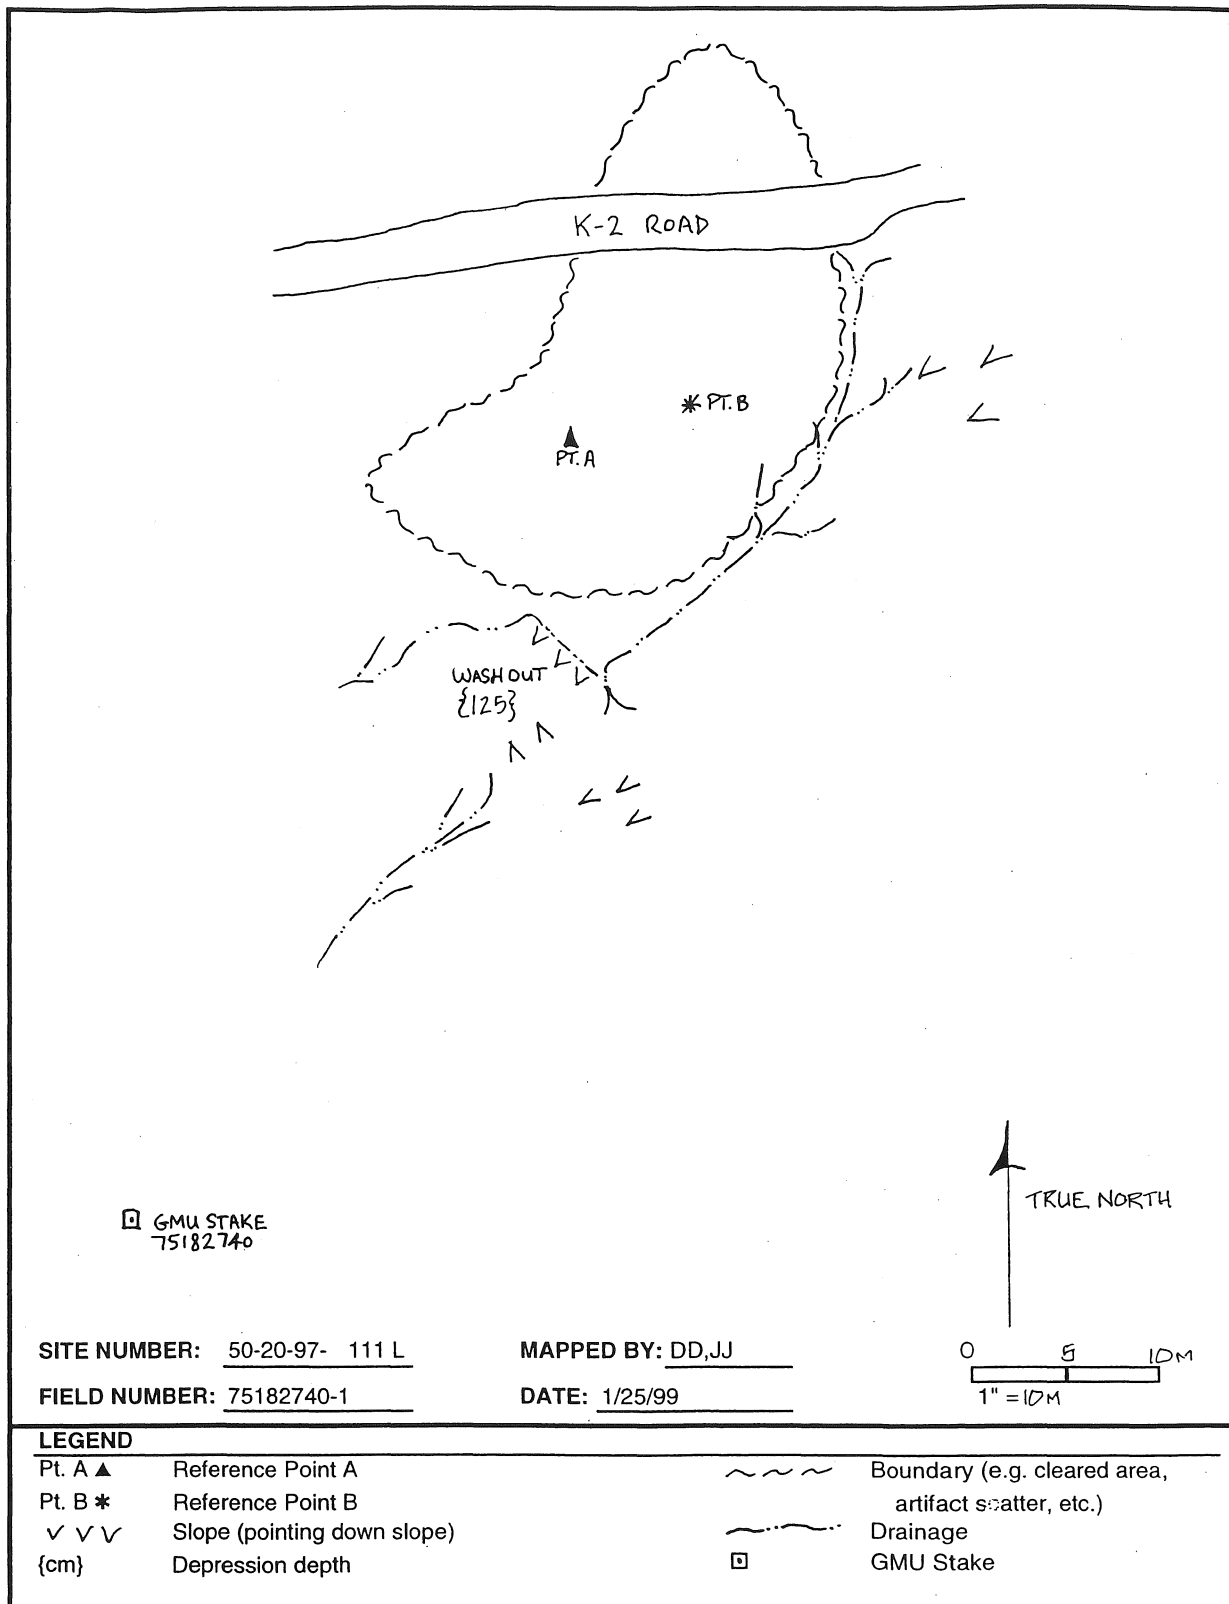 K-2 ROAD
PT. B
PT. A
WASHOUT
{125}
TRUE NORTH
GMU STAKE
75182740
SITE NUMBER: 50-20-97- 111 L
MAPPED BY: DD,JJ
0 5 10M
FIELD NUMBER: 75182740-1
DATE: 1/25/99
1" = 10M
LEGEND
Pt. A ▲ Reference Point A
Boundary (e.g. cleared area,
artifact scatter, etc.)
Pt. B * Reference Point B
Slope (pointing down slope)
Drainage
{cm} Depression depth
GMU Stake